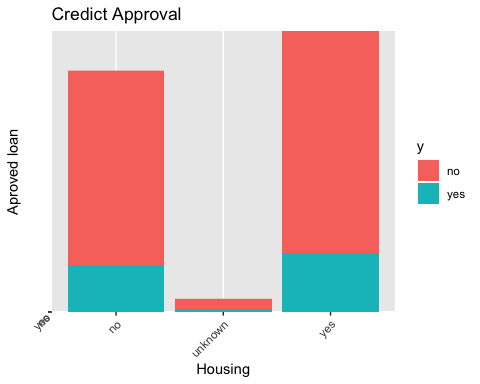 Credict Approval
Aproved loan
y
no
yes
no
unknown
yes
Housing